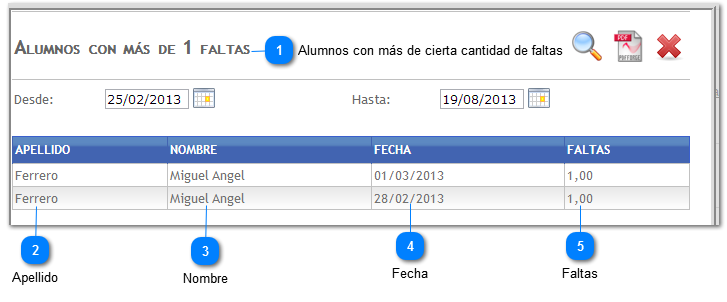 Alumnos con más de 1 faltas 1 Alumnos con más de cierta cantidad de faltas PDF
Desde: 25/02/2013 Hasta: 19/08/2013
APELLIDO NOMBRE FECHA FALTAS
Ferrero Miguel Angel 01/03/2013 1,00
Ferrero Miguel Angel 28/02/2013 1,00
2 3 4 5
Apellido Nombre Fecha Faltas